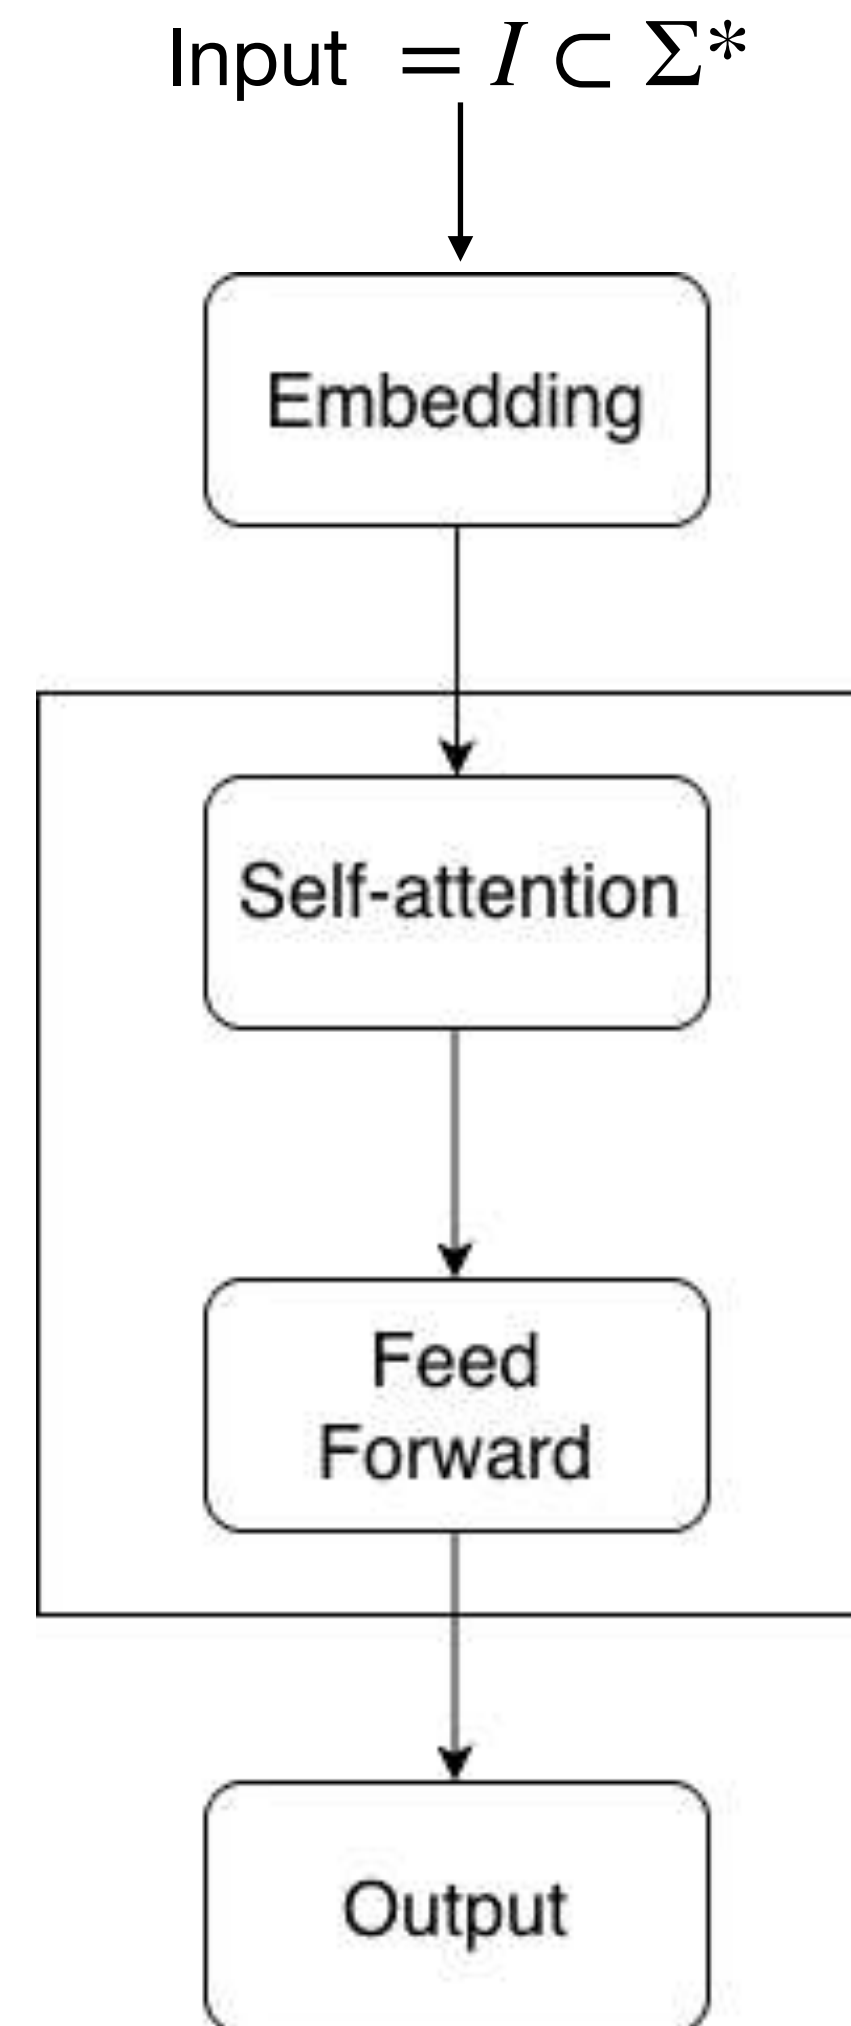 Input = I ⊂ Σ*
Embedding
Self-attention
Feed
Forward
Output